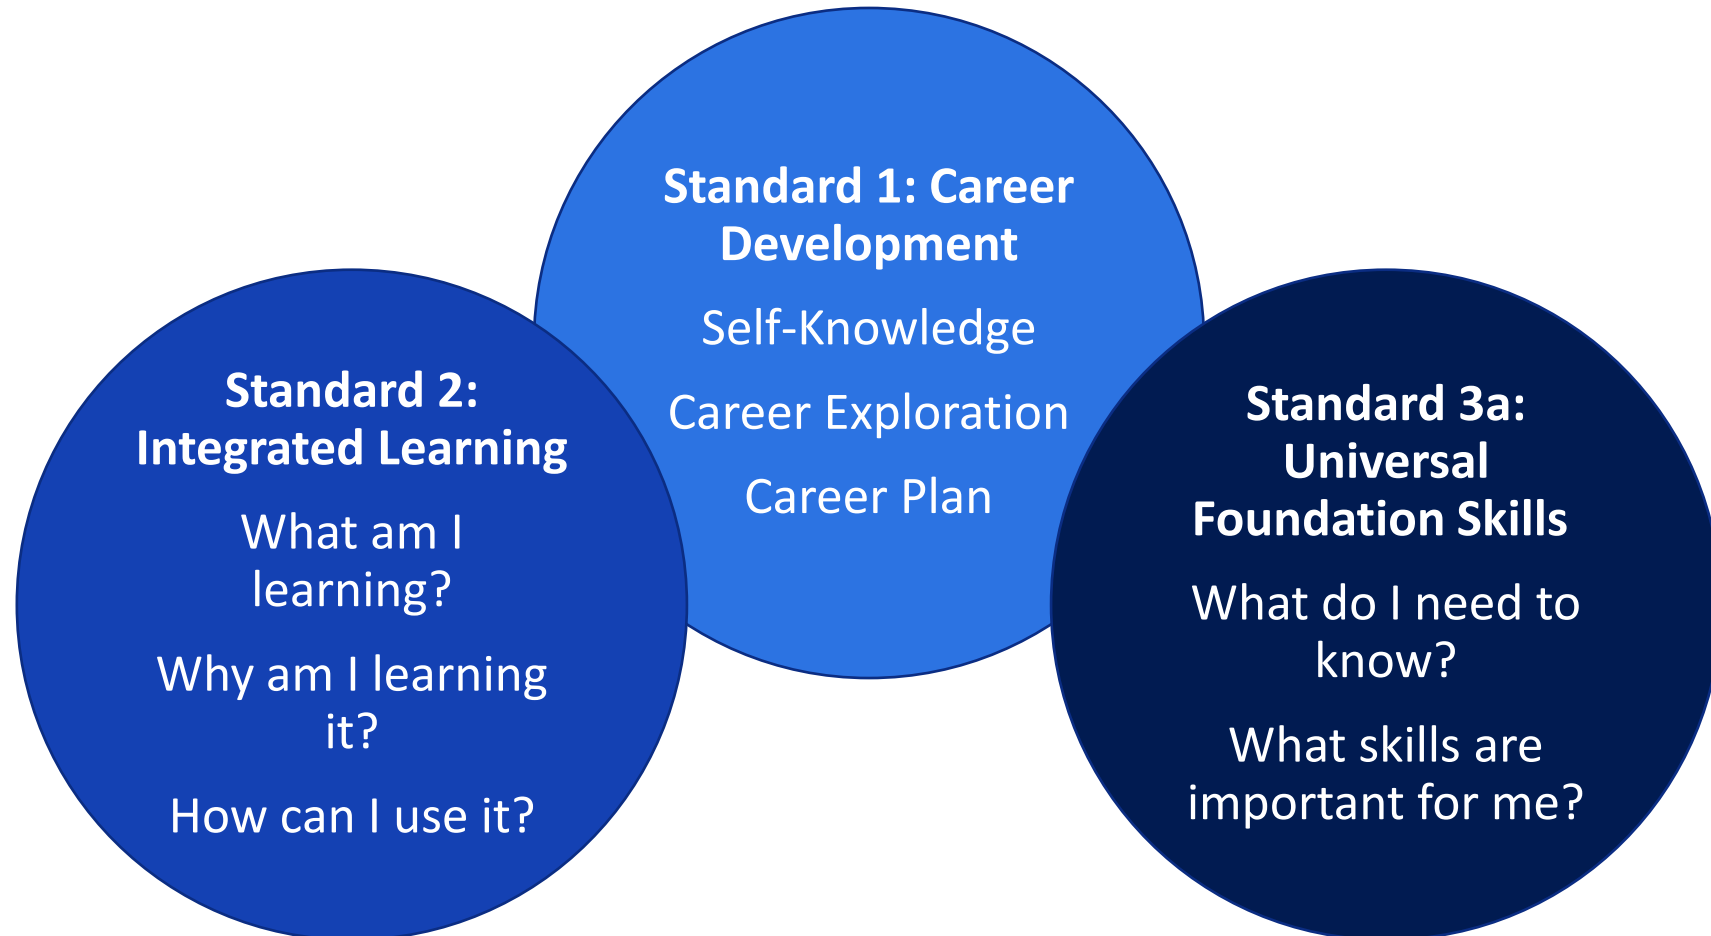 Standard 1: Career
Development
Self-Knowledge
Career Exploration
Career Plan
Standard 2:
Integrated Learning
What am I
learning?
Why am I learning
it?
How can I use it?
Standard 3a:
Universal
Foundation Skills
What do I need to
know?
What skills are
important for me?